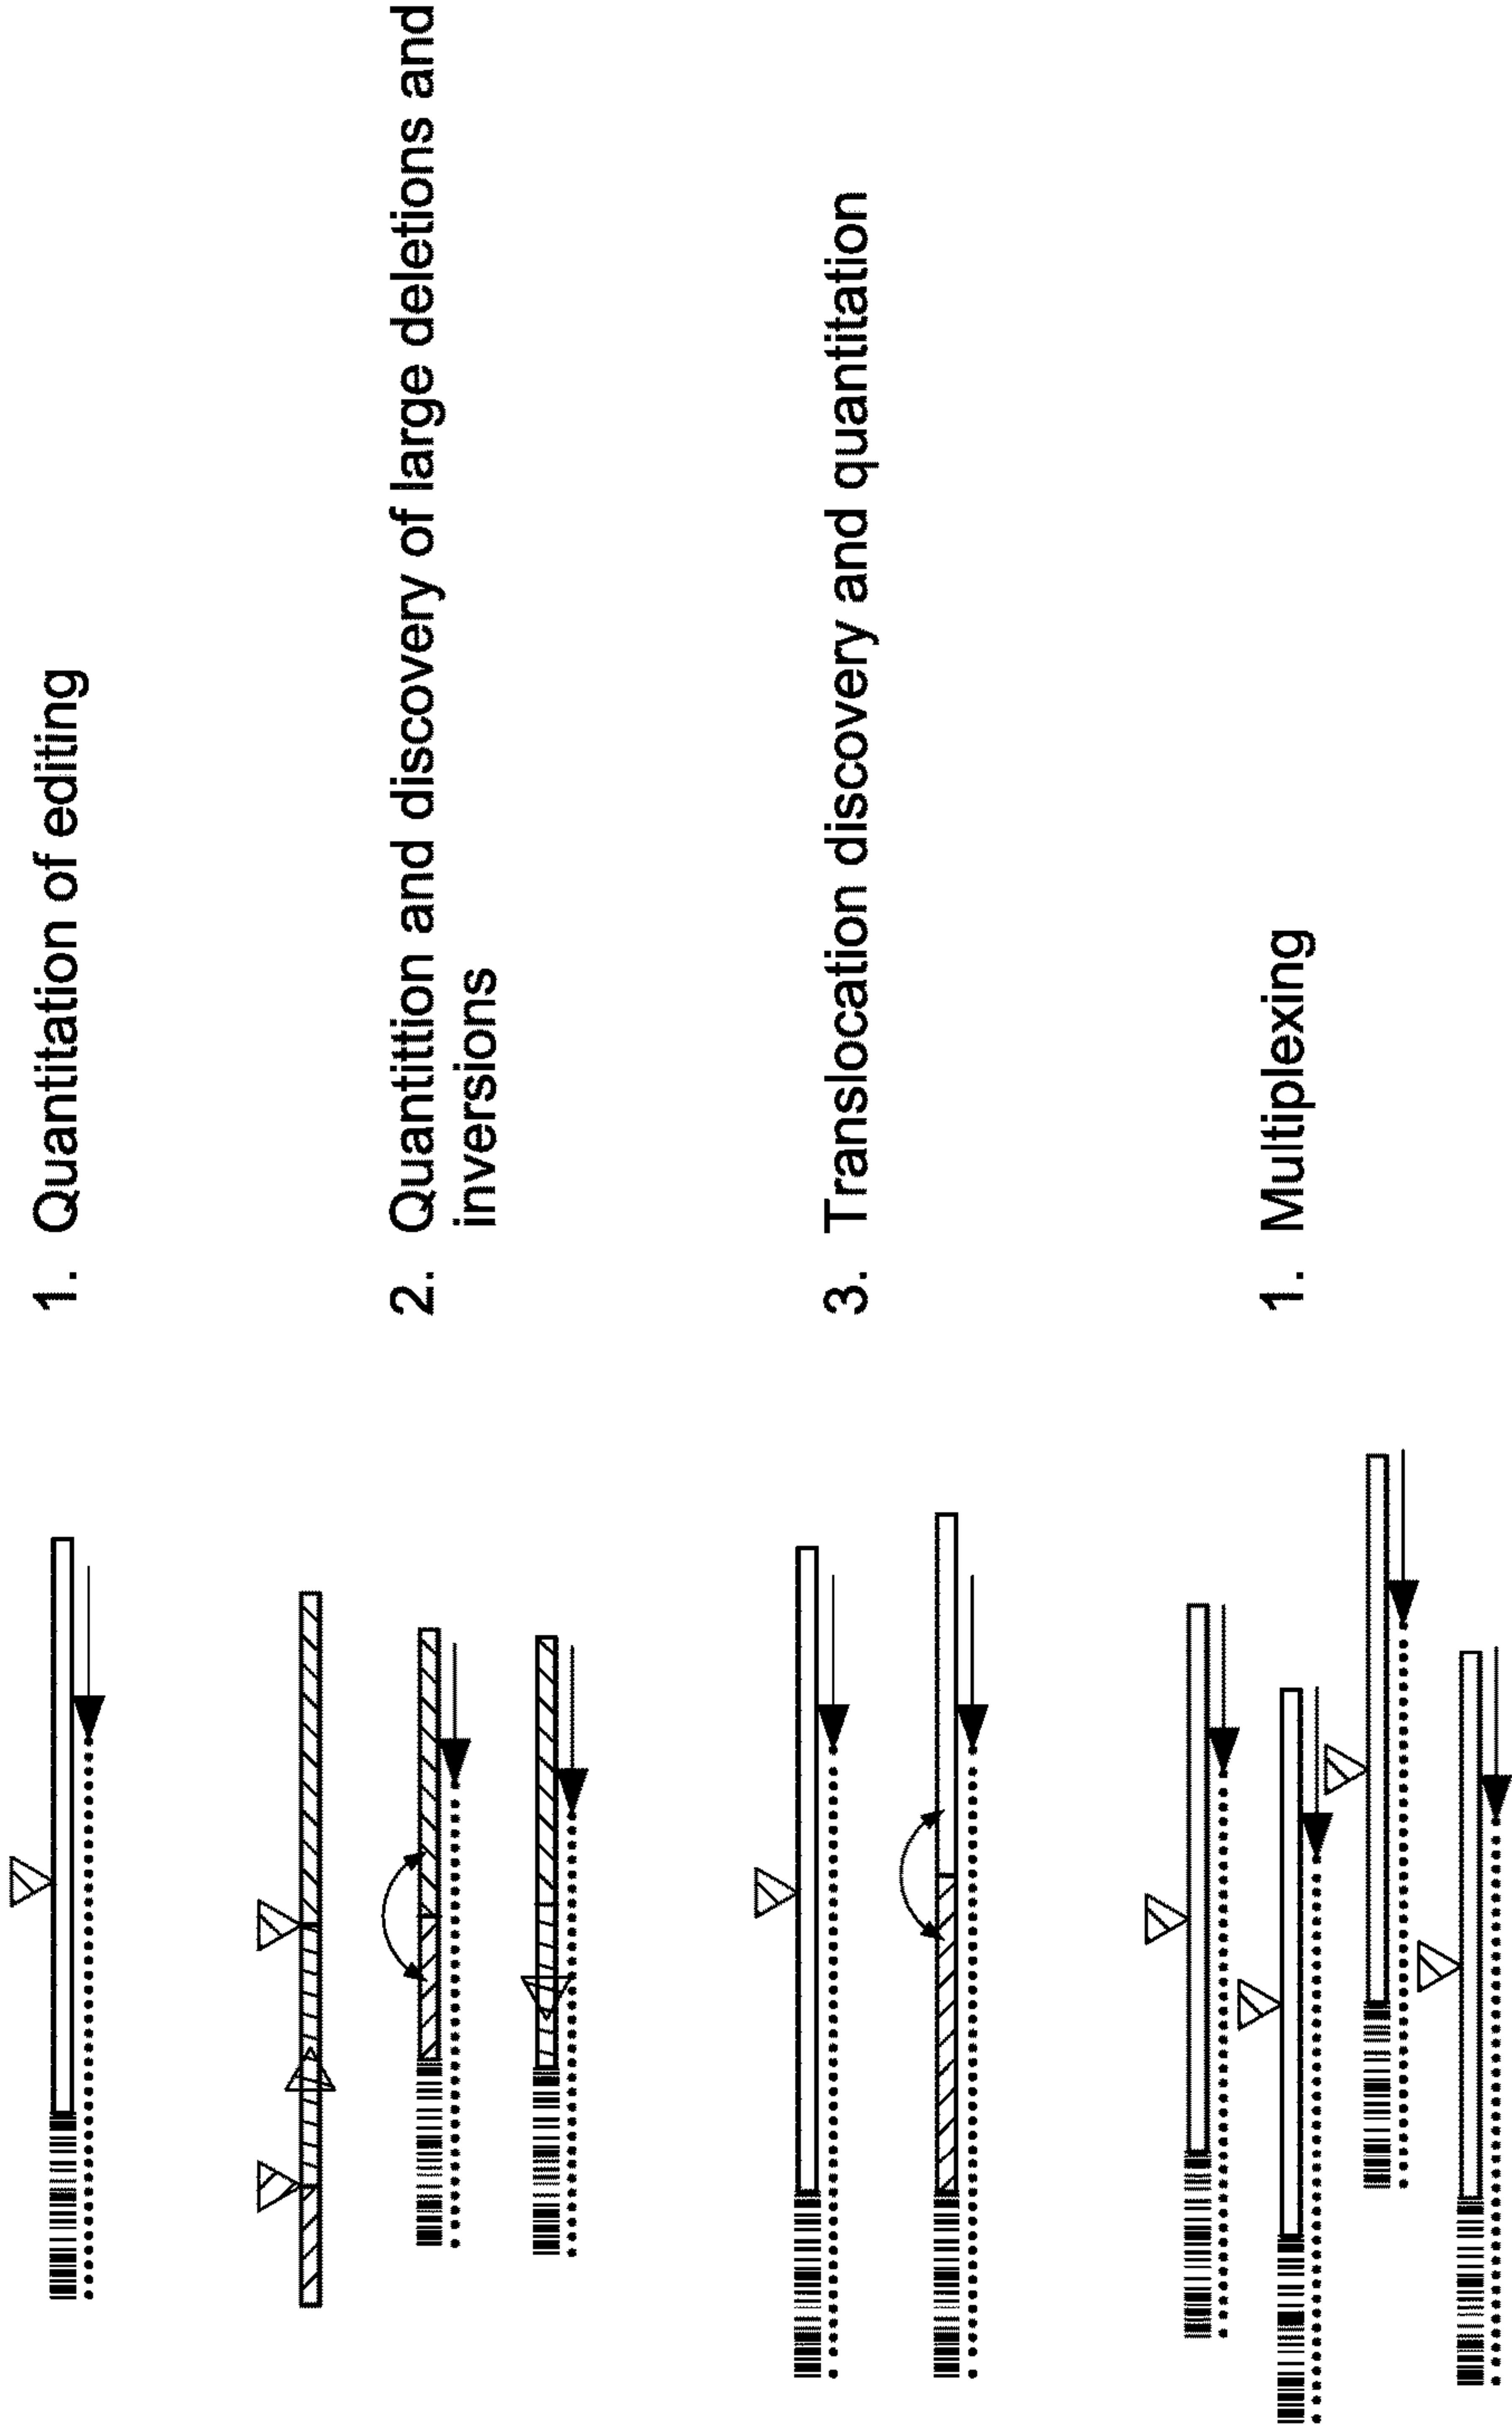 1. Quantitation of editing
2. Quantittion and discovery of large deletions and
inversions
3. Translocation discovery and quantitation
1. Multiplexing